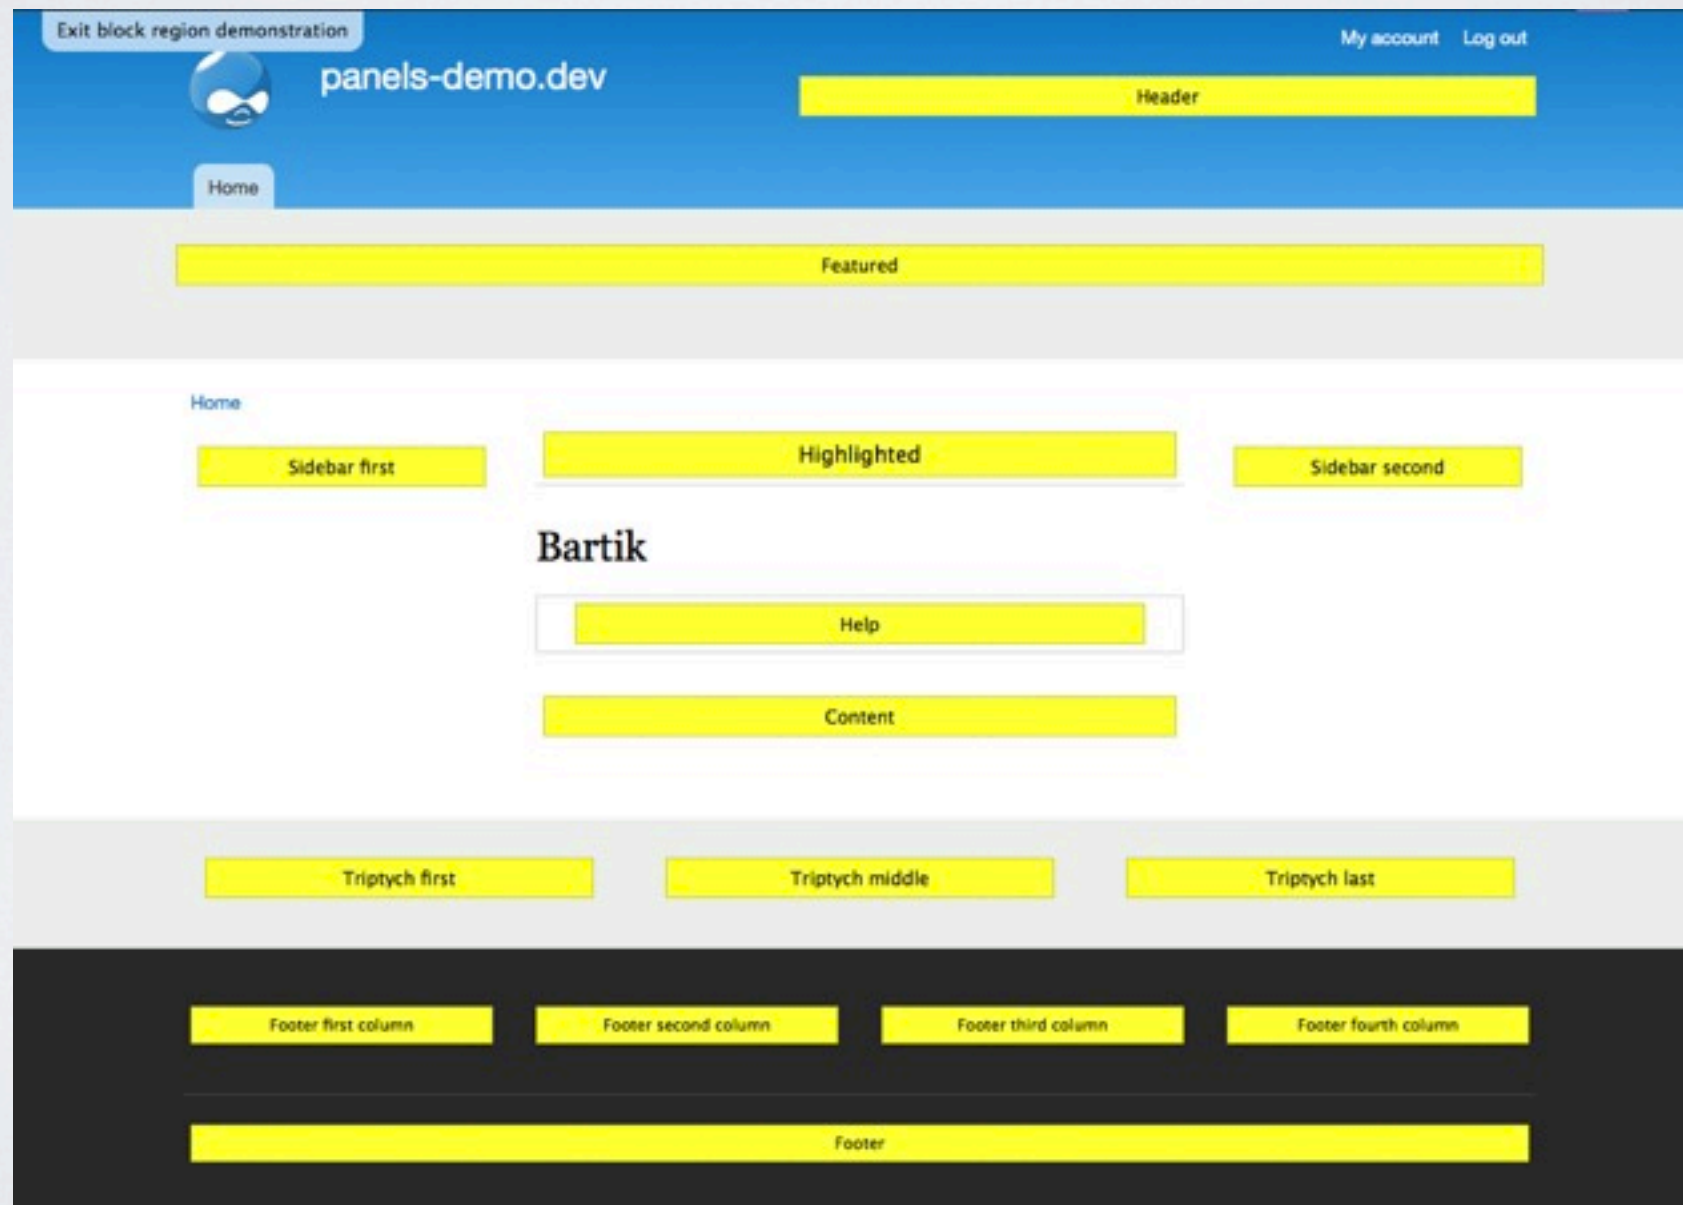 Exit block region demonstration
My account Log out
panels-demo.dev
Header
Home
Featured
Home
Sidebar first
Highlighted
Sidebar second
Bartik
Help
Content
Triptych first
Triptych middle
Triptych last
Footer first column
Footer second column
Footer third column
Footer fourth column
Footer